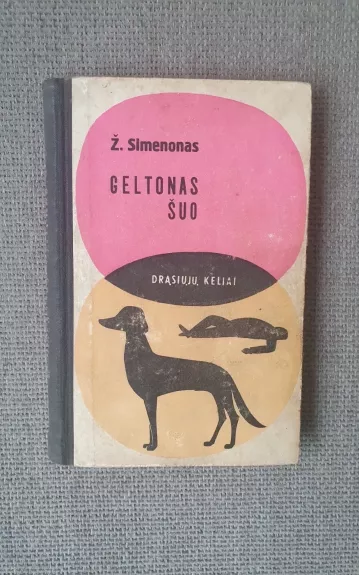 Ž. Simenonas
GELTONAS
ŠUO
DRĄSIŲJŲ KELIAI